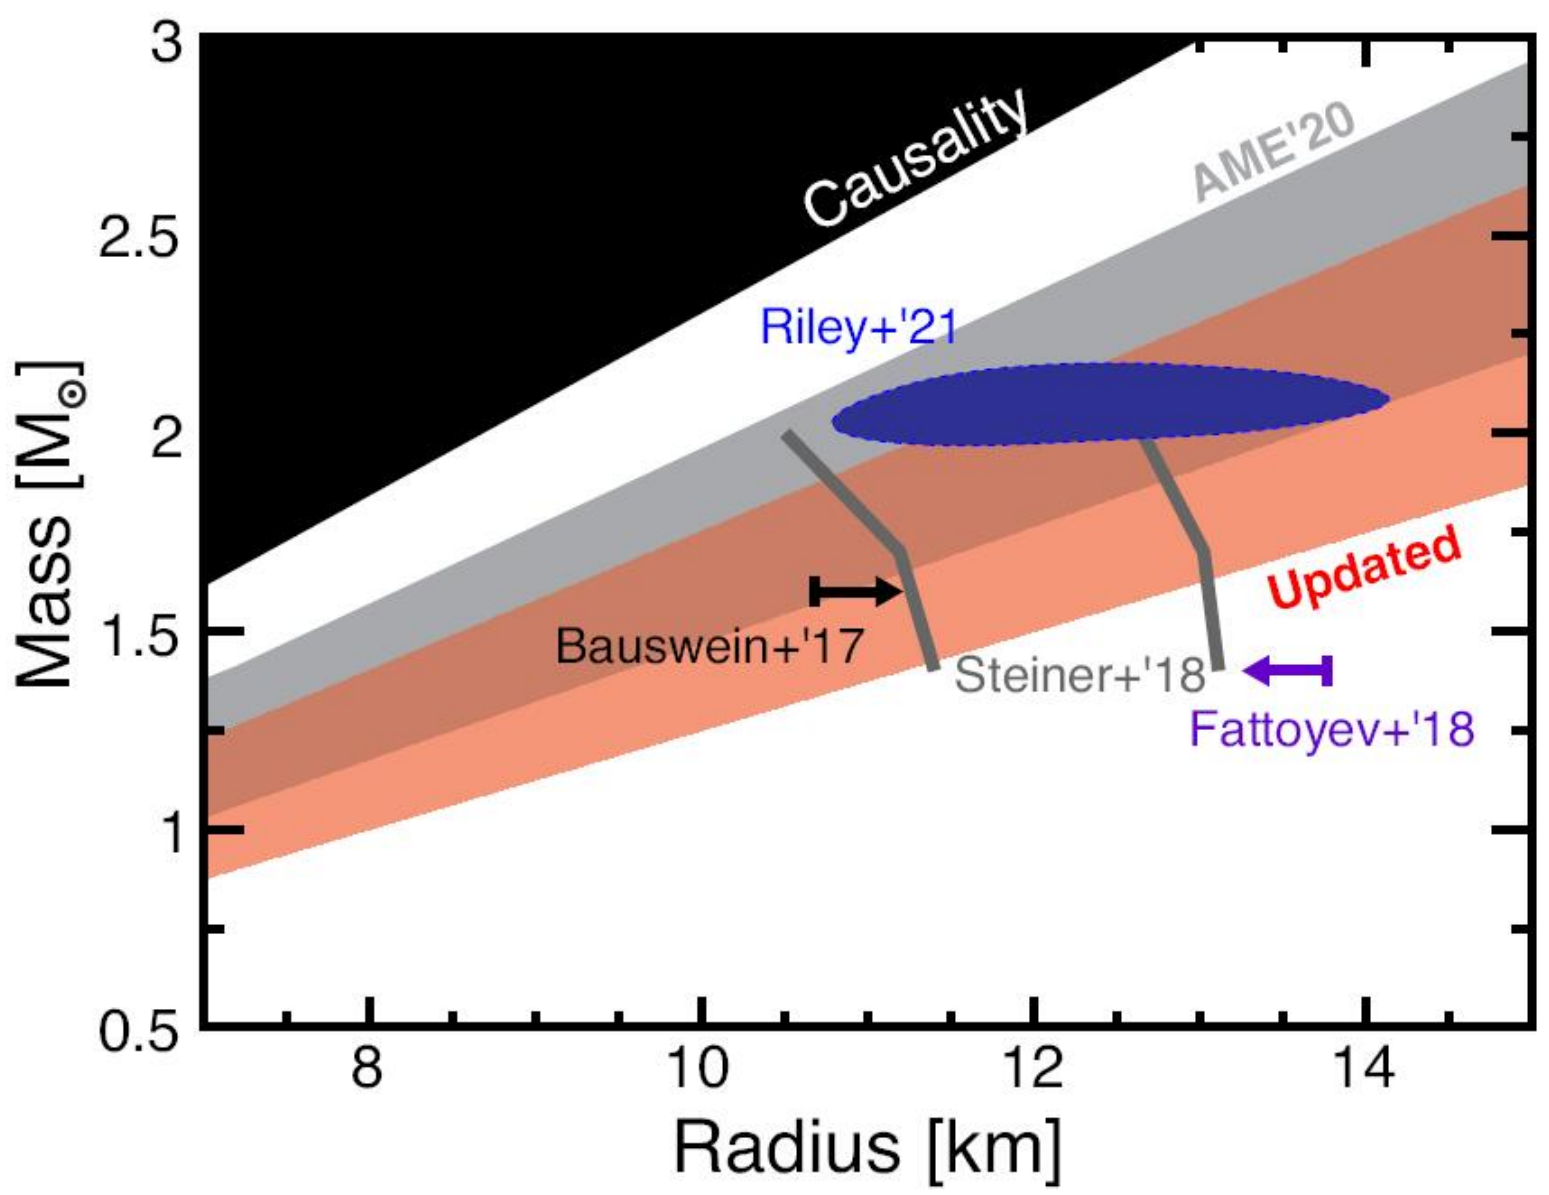 3
2.5
2
1.5
1
0.5
Mass [M⊙]
Causality
AME'20
Riley+'21
Updated
Bauswein+'17
Steiner+'18
Fattoyev+'18
8 10 12 14
Radius [km]